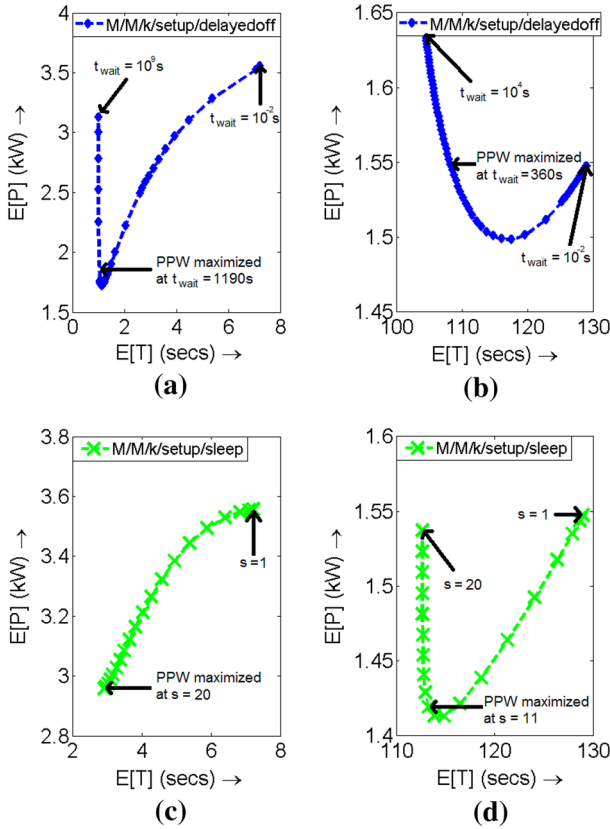 M/M/k/setup/delayedoff
t_wait = 10^9s
t_wait = 10^-2s
PPW maximized
at t_wait = 1190s
E[P] (kW) →
4
3.5
3
2.5
2
1.5
0 2 4 6 8
E[T] (secs) →
(a)
M/M/k/setup/delayedoff
t_wait = 10^4s
PPW maximized
at t_wait = 360s
t_wait = 10^-2s
E[P] (kW) →
1.65
1.6
1.55
1.5
1.45
100 110 120 130
E[T] (secs) →
(b)
M/M/k/setup/sleep
s = 1
PPW maximized
at s = 20
E[P] (kW) →
3.8
3.6
3.4
3.2
3
2.8
2 4 6 8
E[T] (secs) →
(c)
M/M/k/setup/sleep
s = 1
s = 20
PPW maximized
at s = 11
E[P] (kW) →
1.6
1.55
1.5
1.45
1.4
110 120 130
E[T] (secs) →
(d)